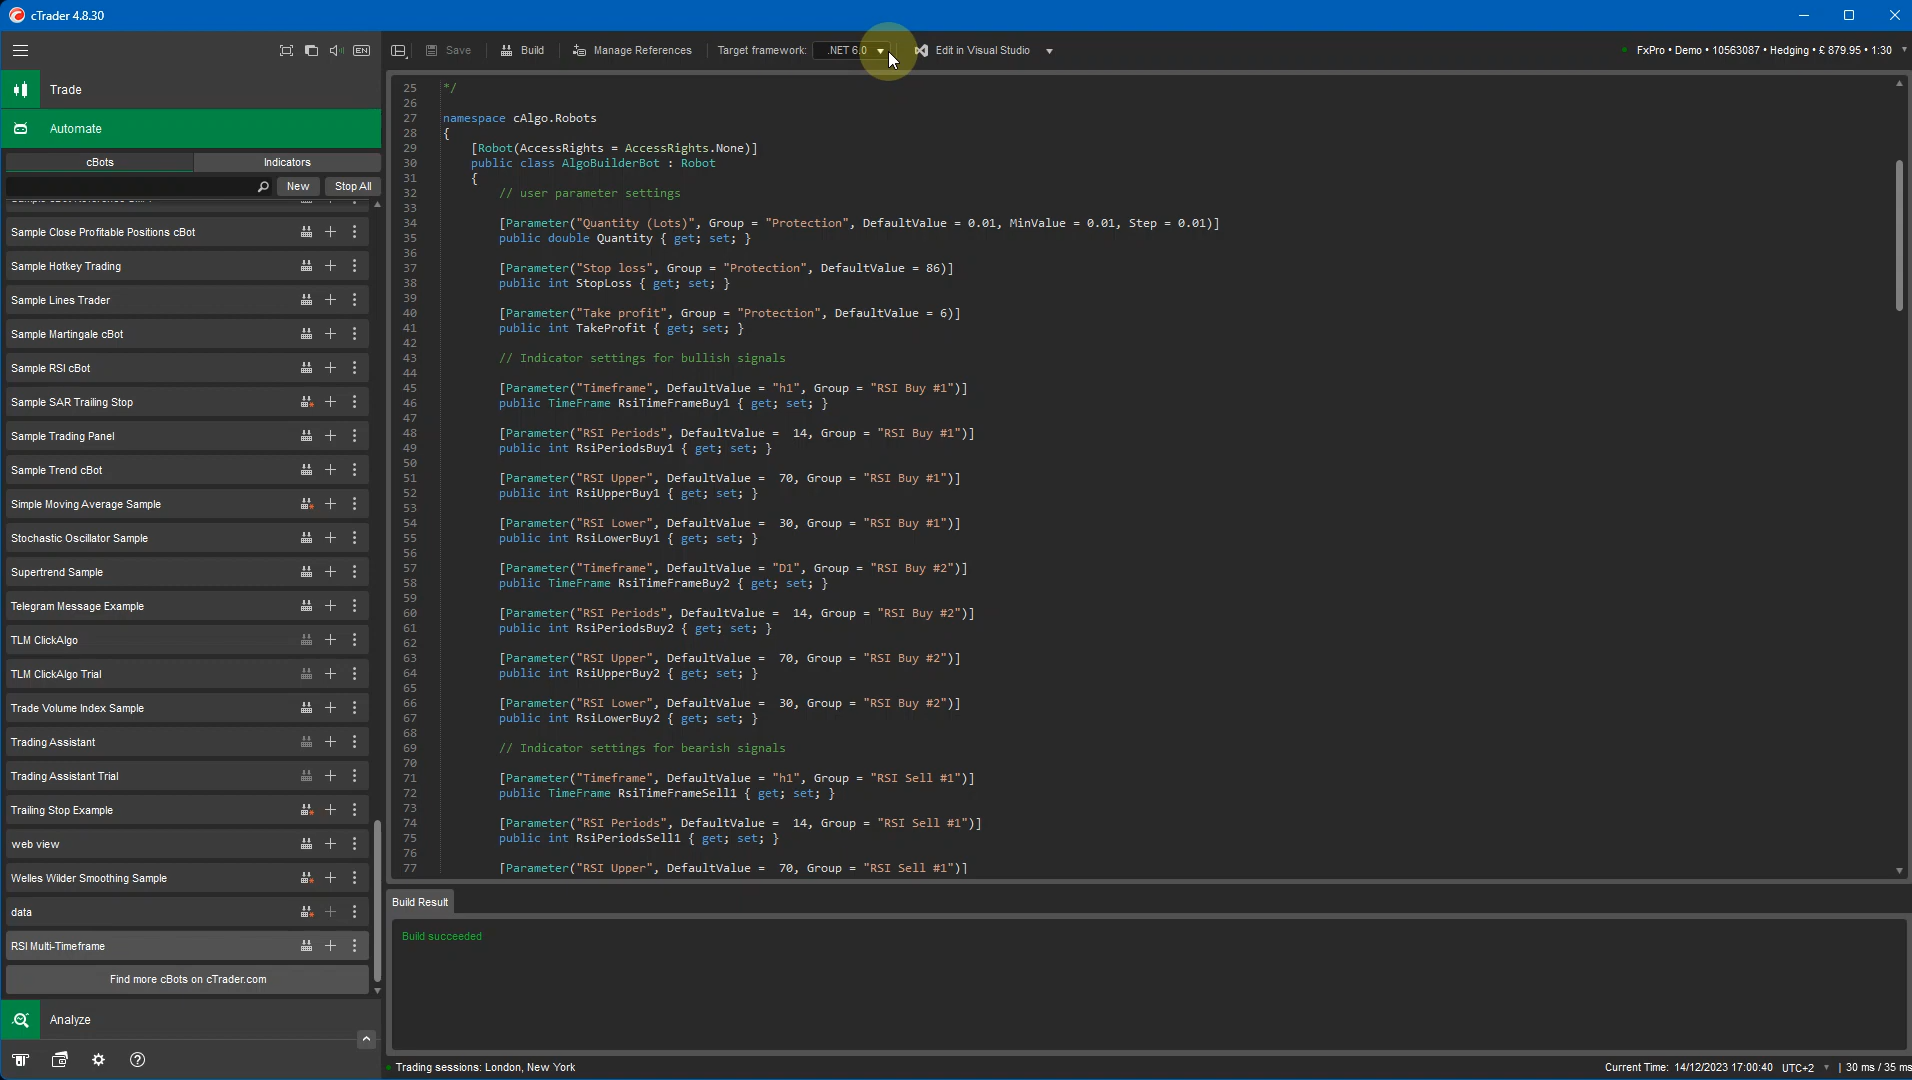 cTrader 4.8.30
EN
Save
Build
Manage References
Target framework:
.NET 6.0
Edit in Visual Studio
FxPro • Demo • 10563087 • Hedging • £ 879.95 • 1:30
Trade
Automate
cBots
Indicators
New
Stop All
Sample Close Profitable Positions cBot
Sample Hotkey Trading
Sample Lines Trader
Sample Martingale cBot
Sample RSI cBot
Sample SAR Trailing Stop
Sample Trading Panel
Sample Trend cBot
Simple Moving Average Sample
Stochastic Oscillator Sample
Supertrend Sample
Telegram Message Example
TLM ClickAlgo
TLM ClickAlgo Trial
Trade Volume Index Sample
Trading Assistant
Trading Assistant Trial
Trailing Stop Example
web view
Welles Wilder Smoothing Sample
data
RSI Multi-Timeframe
Find more cBots on cTrader.com
Analyze
25 */
26
27 namespace cAlgo.Robots
28 {
29 [Robot(AccessRights = AccessRights.None)]
30 public class AlgoBuilderBot : Robot
31 {
32 // user parameter settings
33
34 [Parameter("Quantity (Lots)", Group = "Protection", DefaultValue = 0.01, MinValue = 0.01, Step = 0.01)]
35 public double Quantity { get; set; }
36
37 [Parameter("Stop loss", Group = "Protection", DefaultValue = 86)]
38 public int StopLoss { get; set; }
39
40 [Parameter("Take profit", Group = "Protection", DefaultValue = 6)]
41 public int TakeProfit { get; set; }
42
43 // Indicator settings for bullish signals
44
45 [Parameter("Timeframe", DefaultValue = "h1", Group = "RSI Buy #1")]
46 public TimeFrame RsiTimeFrameBuy1 { get; set; }
47
48 [Parameter("RSI Periods", DefaultValue = 14, Group = "RSI Buy #1")]
49 public int RsiPeriodsBuy1 { get; set; }
50
51 [Parameter("RSI Upper", DefaultValue = 70, Group = "RSI Buy #1")]
52 public int RsiUpperBuy1 { get; set; }
53
54 [Parameter("RSI Lower", DefaultValue = 30, Group = "RSI Buy #1")]
55 public int RsiLowerBuy1 { get; set; }
56
57 [Parameter("Timeframe", DefaultValue = "D1", Group = "RSI Buy #2")]
58 public TimeFrame RsiTimeFrameBuy2 { get; set; }
59
60 [Parameter("RSI Periods", DefaultValue = 14, Group = "RSI Buy #2")]
61 public int RsiPeriodsBuy2 { get; set; }
62
63 [Parameter("RSI Upper", DefaultValue = 70, Group = "RSI Buy #2")]
64 public int RsiUpperBuy2 { get; set; }
65
66 [Parameter("RSI Lower", DefaultValue = 30, Group = "RSI Buy #2")]
67 public int RsiLowerBuy2 { get; set; }
68
69 // Indicator settings for bearish signals
70
71 [Parameter("Timeframe", DefaultValue = "h1", Group = "RSI Sell #1")]
72 public TimeFrame RsiTimeFrameSell1 { get; set; }
73
74 [Parameter("RSI Periods", DefaultValue = 14, Group = "RSI Sell #1")]
75 public int RsiPeriodsSell1 { get; set; }
76
77 [Parameter("RSI Upper", DefaultValue = 70, Group = "RSI Sell #1")]
Build Result
Build succeeded
Trading sessions: London, New York
Current Time: 14/12/2023 17:00:40 UTC+2 | 30 ms / 35 ms